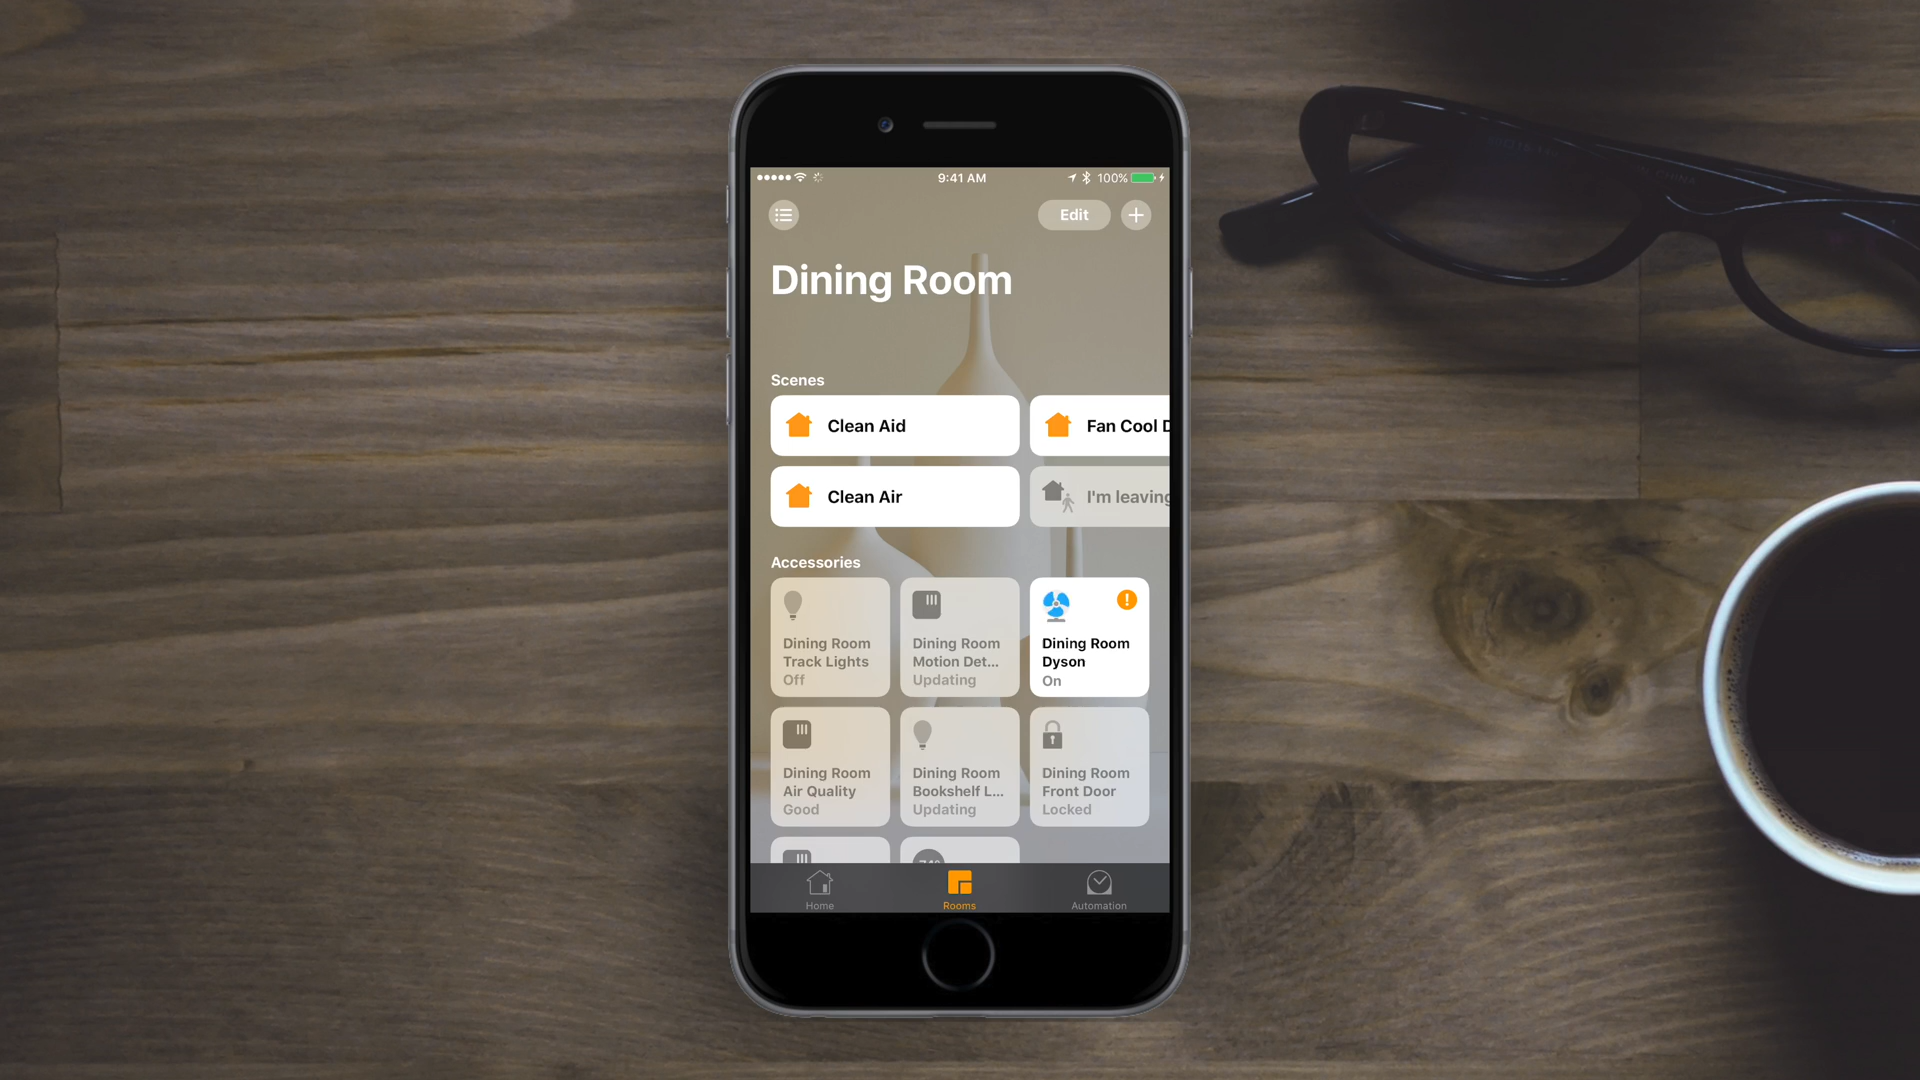 9:41 AM
100%
Edit
Dining Room
Scenes
Clean Aid
Fan Cool D
Clean Air
I'm leaving
Accessories
Dining Room
Track Lights
Off
Dining Room
Motion Det...
Updating
Dining Room
Dyson
On
Dining Room
Air Quality
Good
Dining Room
Bookshelf L...
Updating
Dining Room
Front Door
Locked
Home
Rooms
Automation